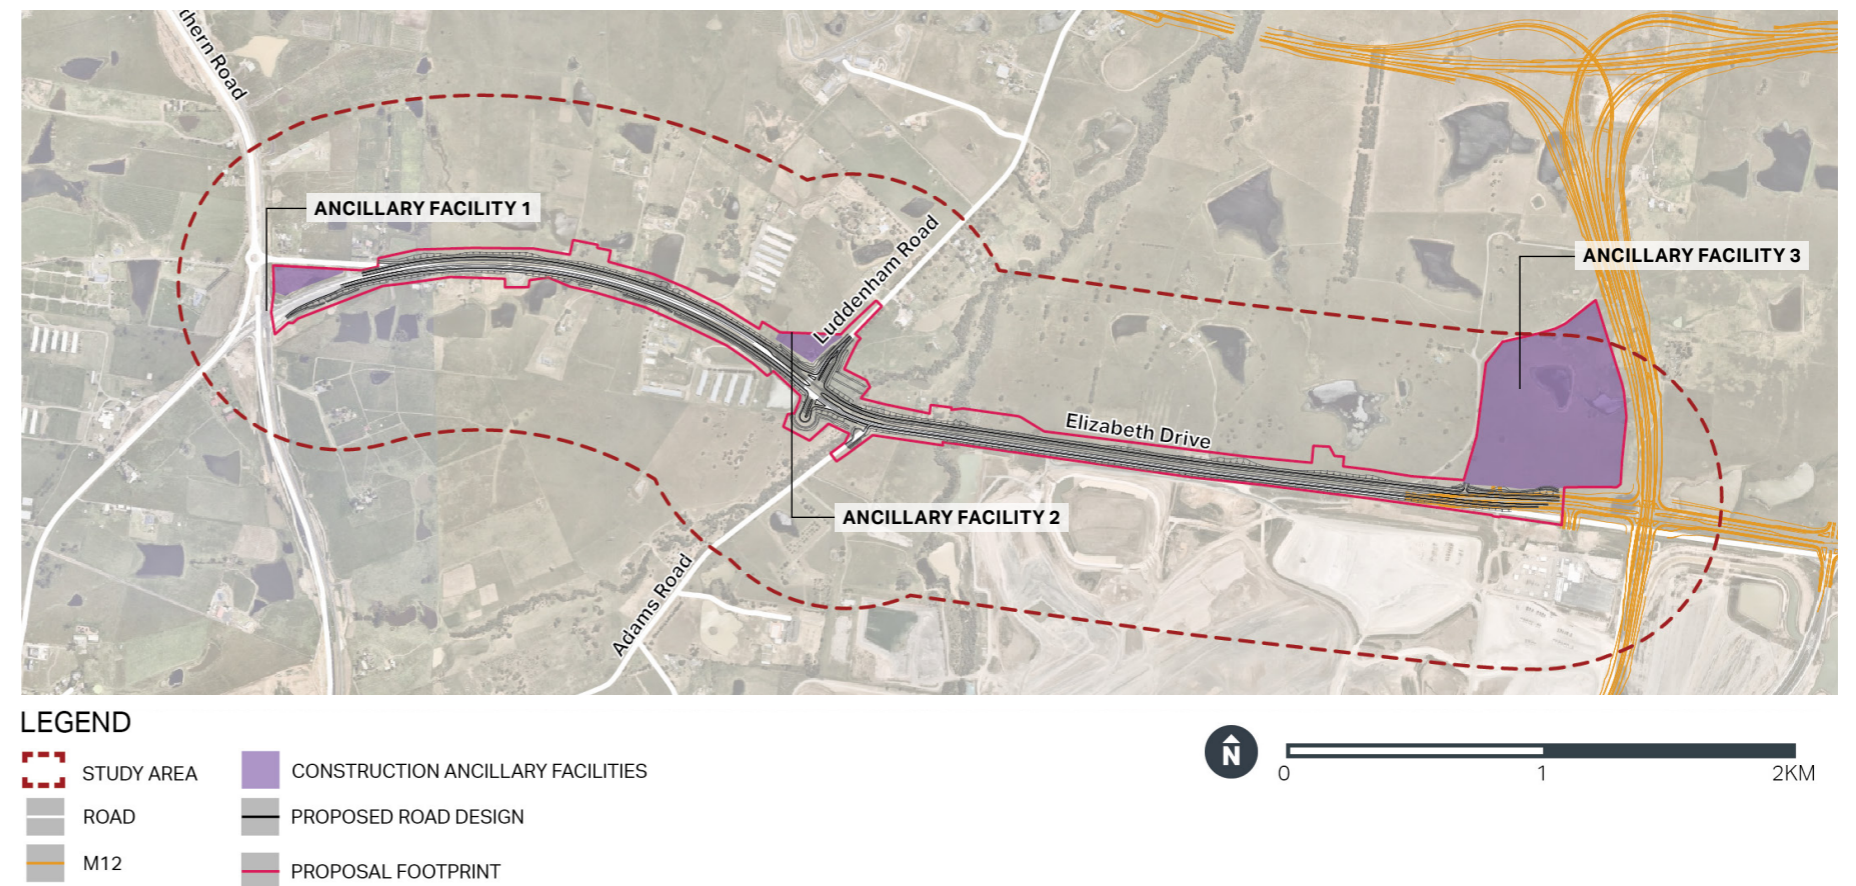 thern Road
ANCILLARY FACILITY 1
Luddenham Road
ANCILLARY FACILITY 3
Elizabeth Drive
ANCILLARY FACILITY 2
Adams Road
LEGEND
STUDY AREA
ROAD
M12
CONSTRUCTION ANCILLARY FACILITIES
PROPOSED ROAD DESIGN
PROPOSAL FOOTPRINT
N
0 1 2KM